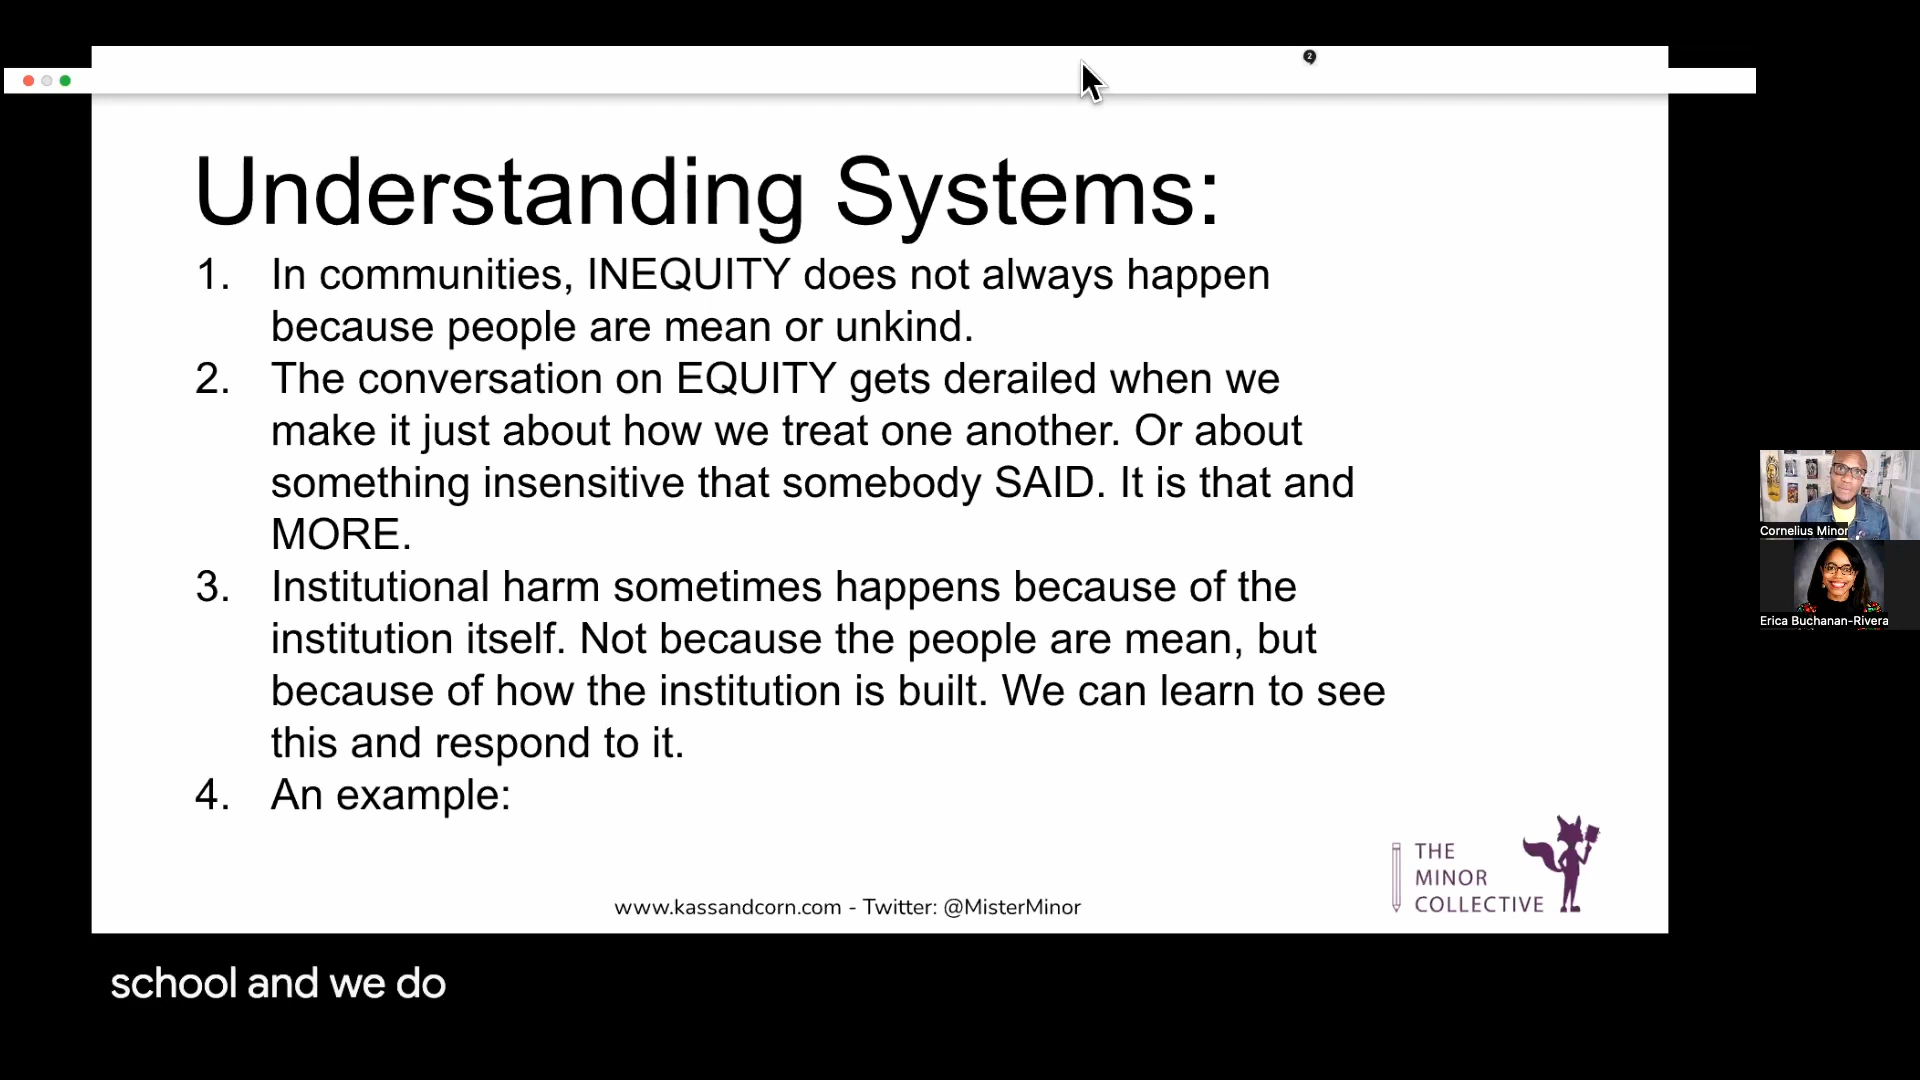 2
Understanding Systems:
1. In communities, INEQUITY does not always happen
because people are mean or unkind.
2. The conversation on EQUITY gets derailed when we
make it just about how we treat one another. Or about
something insensitive that somebody SAID. It is that and
MORE.
3. Institutional harm sometimes happens because of the
institution itself. Not because the people are mean, but
because of how the institution is built. We can learn to see
this and respond to it.
4. An example:
THE
MINOR
COLLECTIVE
www.kassandcorn.com - Twitter: @MisterMinor
Cornelius Minor
Erica Buchanan-Rivera
school and we do